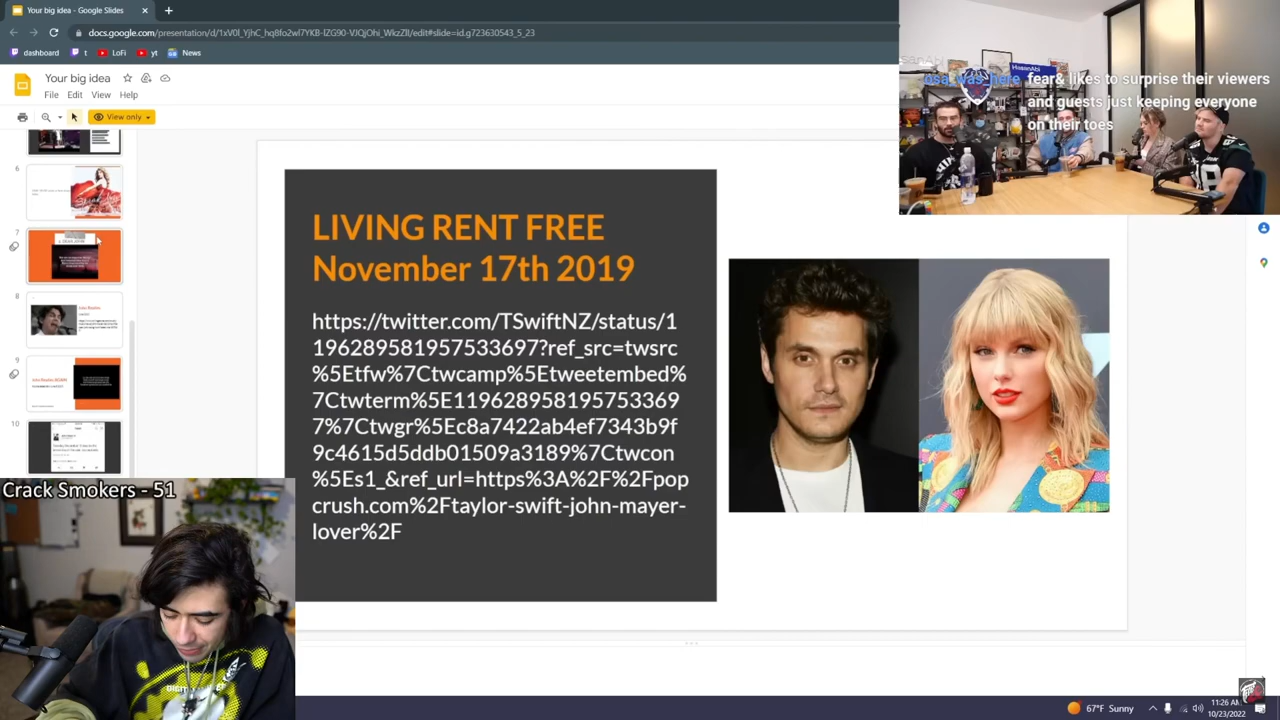 Your big idea - Google Slides
docs.google.com/presentation/d/1xV0l_YjhC_hq8fo2wl7YKB-IZG90-VJQjOhi_WkzZlI/edit#slide=id.g723630543_5_23
dashboard
t
LoFi
yt
News
Your big idea
File Edit View Help
View only
6
7
8
9
10
LIVING RENT FREE
November 17th 2019
https://twitter.com/TSwiftNZ/status/1
196289581957533697?ref_src=twsrc
%5Etfw%7Ctwcamp%5Etweetembed%
7Ctwterm%5E119628958195753369
7%7Ctwgr%5Ec8a7422ab4ef7343b9f
9c4615d5ddb01509a3189%7Ctwcon
%5Es1_&ref_url=https%3A%2F%2Fpop
crush.com%2Ftaylor-swift-john-mayer-
lover%2F
HasanAbi
fear& likes to surprise their viewers
and guests just keeping everyone
on their toes
Crack Smokers - 51
67°F Sunny
11:26 AM
10/23/2022